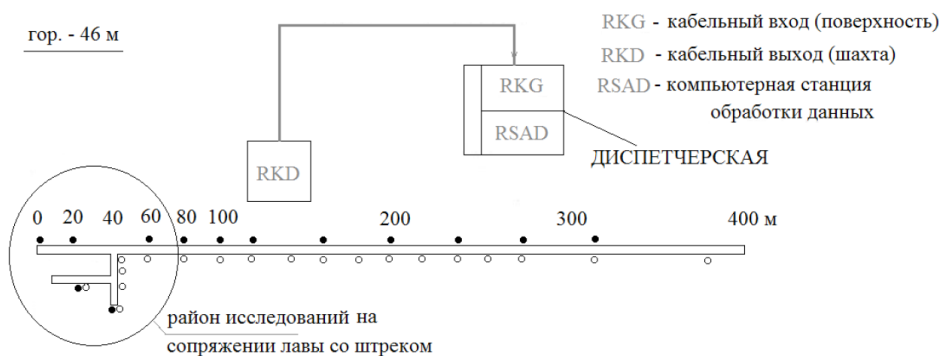 гор. - 46 м
RKG - кабельный вход (поверхность)
RKD - кабельный выход (шахта)
RSAD - компьютерная станция
обработки данных
RKG
RSAD
ДИСПЕТЧЕРСКАЯ
RKD
0 20 40 60 80 100 200 300 400 м
район исследований на
сопряжении лавы со штреком